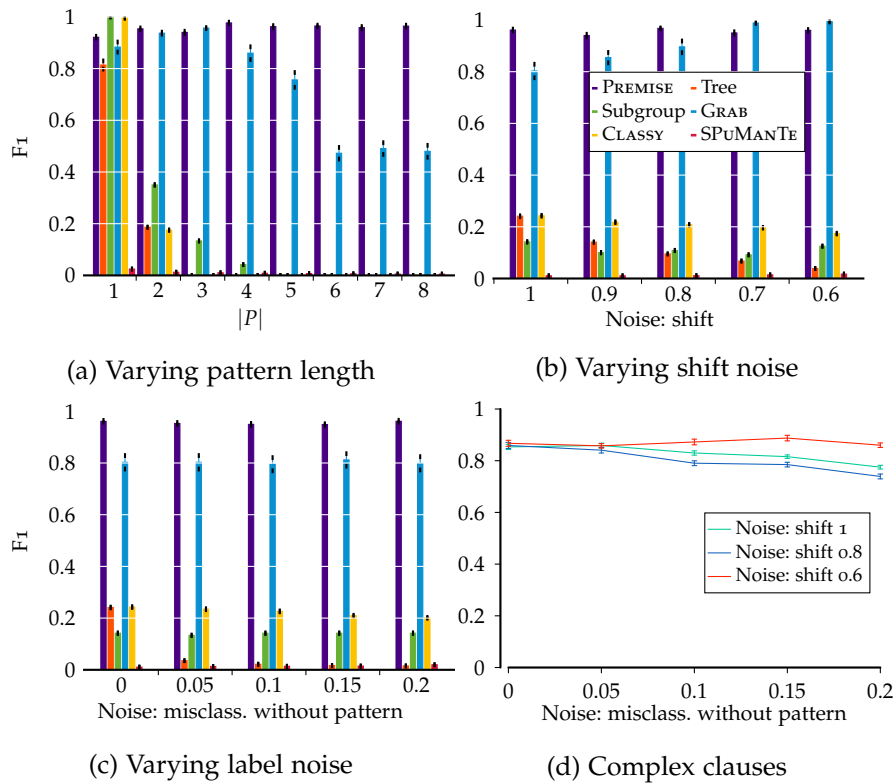 1
0.8
0.6
0.4
0.2
0
F1
1 2 3 4 5 6 7 8
|P|
(a) Varying pattern length
1
0.8
0.6
0.4
0.2
0
PREMISE Tree
Subgroup GRAB
CLASSY SPUMANTE
1 0.9 0.8 0.7 0.6
Noise: shift
(b) Varying shift noise
1
0.8
0.6
0.4
0.2
0
F1
0 0.05 0.1 0.15 0.2
Noise: misclass. without pattern
(c) Varying label noise
1
0.8
0.6
0.4
0.2
0
Noise: shift 1
Noise: shift 0.8
Noise: shift 0.6
0 0.05 0.1 0.15 0.2
Noise: misclass. without pattern
(d) Complex clauses